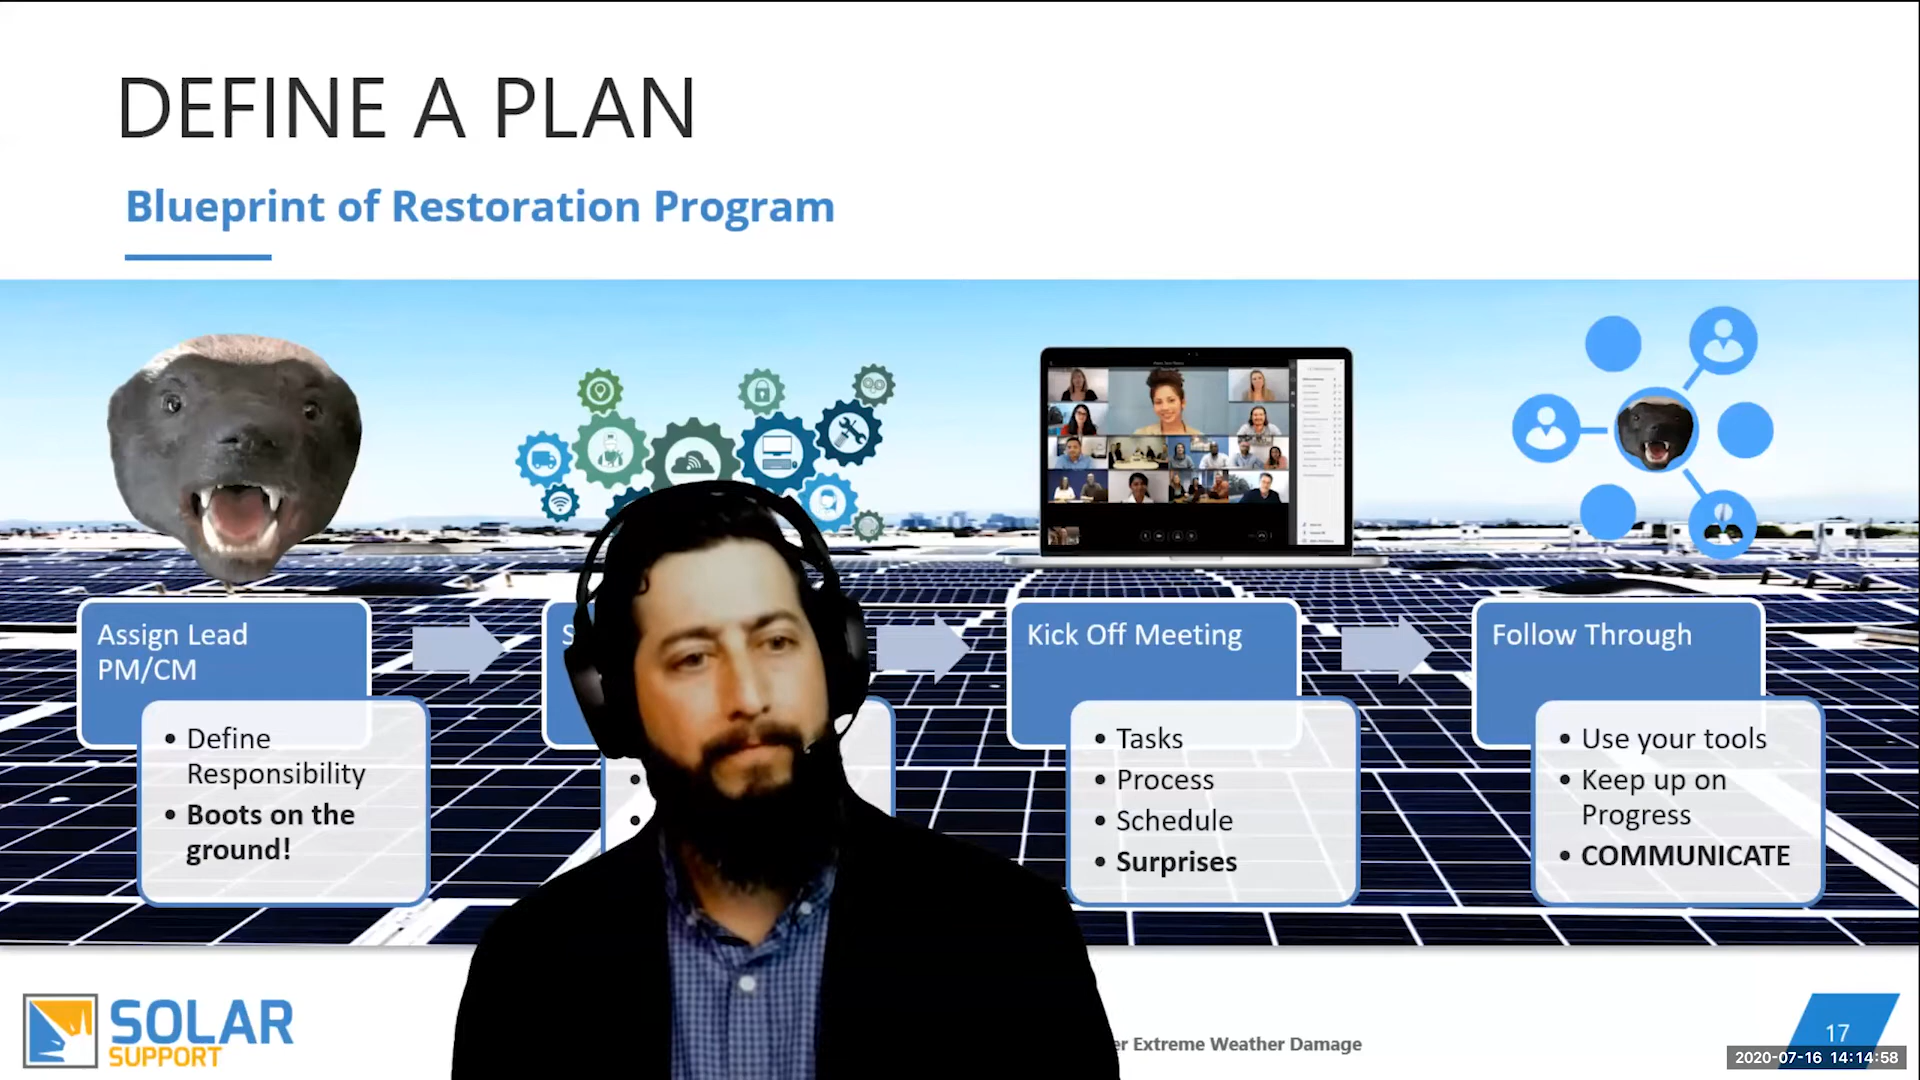 DEFINE A PLAN
Blueprint of Restoration Program
Assign Lead
PM/CM
• Define
Responsibility
• Boots on the
ground!
S
Kick Off Meeting
• Tasks
• Process
• Schedule
• Surprises
Follow Through
• Use your tools
• Keep up on
Progress
• COMMUNICATE
SOLAR
SUPPORT
er Extreme Weather Damage
17
2020-07-16 14:14:58